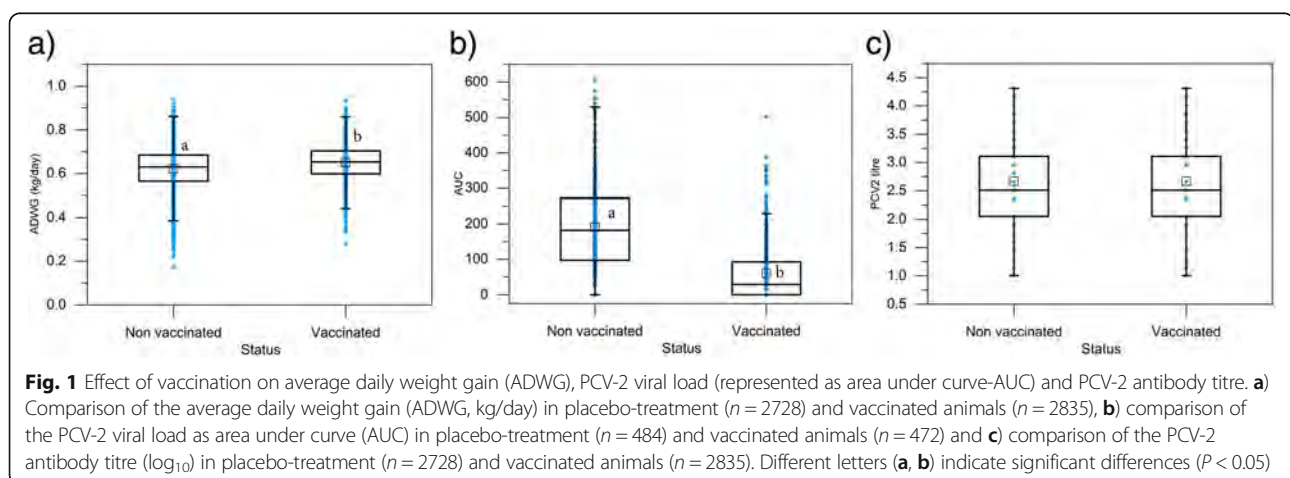 a)
b)
c)
1.0
0.8
0.6
0.4
0.2
0.0
ADWG (kg/day)
a
b
Non vaccinated
Vaccinated
Status
600
500
400
300
200
100
0
AUC
a
b
Non vaccinated
Vaccinated
Status
4.5
4.0
3.5
3.0
2.5
2.0
1.5
1.0
0.5
PCV2 titre
Non vaccinated
Vaccinated
Status
Fig. 1 Effect of vaccination on average daily weight gain (ADWG), PCV-2 viral load (represented as area under curve-AUC) and PCV-2 antibody titre. a)
Comparison of the average daily weight gain (ADWG, kg/day) in placebo-treatment (n = 2728) and vaccinated animals (n = 2835), b) comparison of
the PCV-2 viral load as area under curve (AUC) in placebo-treatment (n = 484) and vaccinated animals (n = 472) and c) comparison of the PCV-2
antibody titre (log₁₀) in placebo-treatment (n = 2728) and vaccinated animals (n = 2835). Different letters (a, b) indicate significant differences (P < 0.05)